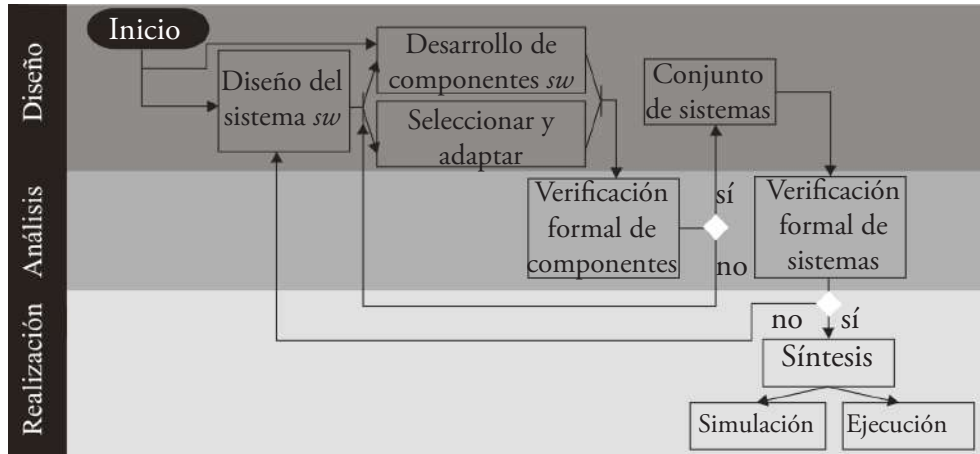 Diseño
Inicio
Diseño del
sistema sw
Desarrollo de
componentes sw
Seleccionar y
adaptar
Conjunto
de sistemas
Análisis
Verificación
formal de
componentes
sí
no
Verificación
formal de
sistemas
Realización
no
sí
Síntesis
Simulación
Ejecución